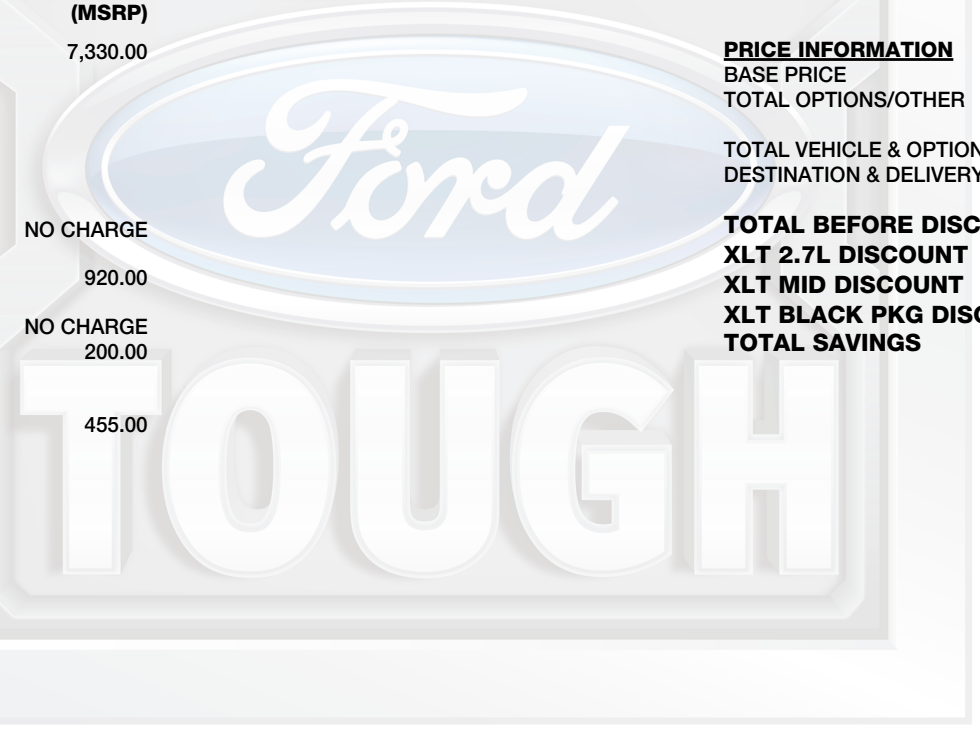 (MSRP)
7,330.00
NO CHARGE
920.00
NO CHARGE
200.00
455.00
PRICE INFORMATION
BASE PRICE
TOTAL OPTIONS/OTHER
TOTAL VEHICLE & OPTION
DESTINATION & DELIVERY
TOTAL BEFORE DISC
XLT 2.7L DISCOUNT
XLT MID DISCOUNT
XLT BLACK PKG DISC
TOTAL SAVINGS
Ford
TOUGH